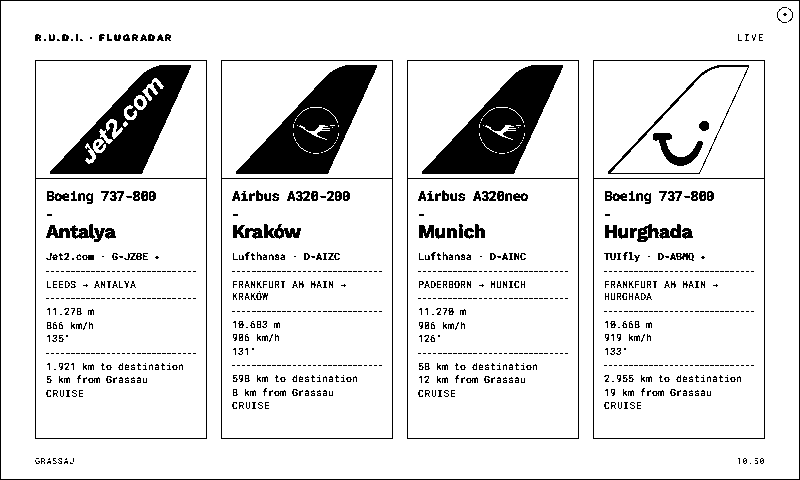 R.U.D.I. · FLUGRADAR
LIVE
Jet2.com
Boeing 737-800
-
Antalya
Jet2.com · G-JZBE ✦
LEEDS → ANTALYA
11.278 m
866 km/h
135°
1.921 km to destination
5 km from Grassau
CRUISE
Airbus A320-200
-
Kraków
Lufthansa · D-AIZC
FRANKFURT AM MAIN →
KRAKÓW
10.683 m
906 km/h
131°
598 km to destination
8 km from Grassau
CRUISE
Airbus A320neo
-
Munich
Lufthansa · D-AINC
PADERBORN → MUNICH
11.270 m
906 km/h
126°
58 km to destination
12 km from Grassau
CRUISE
Boeing 737-800
-
Hurghada
TUIfly · D-ABMQ ✦
FRANKFURT AM MAIN →
HURGHADA
10.668 m
919 km/h
133°
2.955 km to destination
19 km from Grassau
CRUISE
GRASSAU
10.50